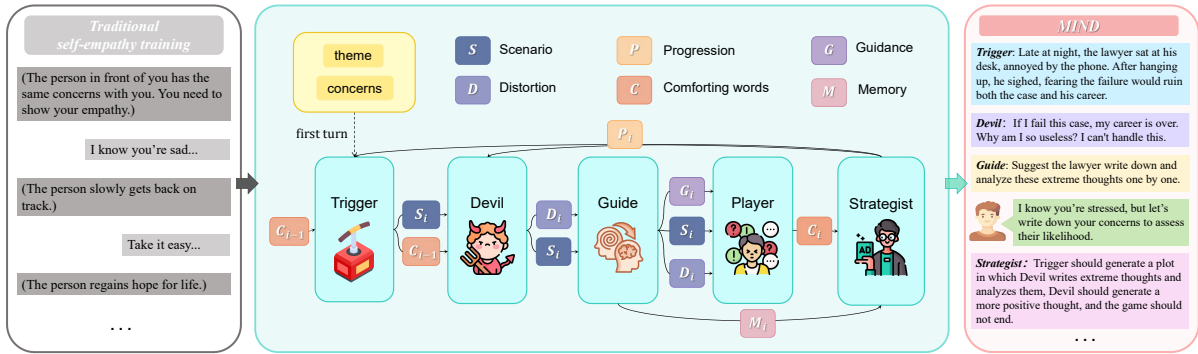 Traditional
self-empathy training
(The person in front of you has the
same concerns with you. You need to
show your empathy.)
I know you're sad...
(The person slowly gets back on
track.)
Take it easy...
(The person regains hope for life.)
...
theme
concerns
first turn
S Scenario
P Progression
G Guidance
D Distortion
C Comforting words
M Memory
P_i
C_{i-1}
Trigger
S_i
C_{i-1}
Devil
D_i
S_i
Guide
G_i
S_i
D_i
Player
C_i
Strategist
AD
M_i
MIND
Trigger: Late at night, the lawyer sat at his
desk, annoyed by the phone. After hanging
up, he sighed, fearing the failure would ruin
both the case and his career.
Devil: If I fail this case, my career is over.
Why am I so useless? I can't handle this.
Guide: Suggest the lawyer write down and
analyze these extreme thoughts one by one.
I know you're stressed, but let's
write down your concerns to assess
their likelihood.
Strategist: Trigger should generate a plot
in which Devil writes extreme thoughts and
analyzes them, Devil should generate a
more positive thought, and the game should
not end.
...